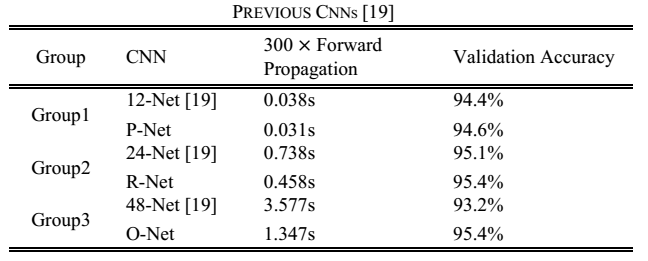 PREVIOUS CNNS [19]
Group CNN 300 × Forward Propagation Validation Accuracy
Group1 12-Net [19] 0.038s 94.4%
P-Net 0.031s 94.6%
Group2 24-Net [19] 0.738s 95.1%
R-Net 0.458s 95.4%
Group3 48-Net [19] 3.577s 93.2%
O-Net 1.347s 95.4%